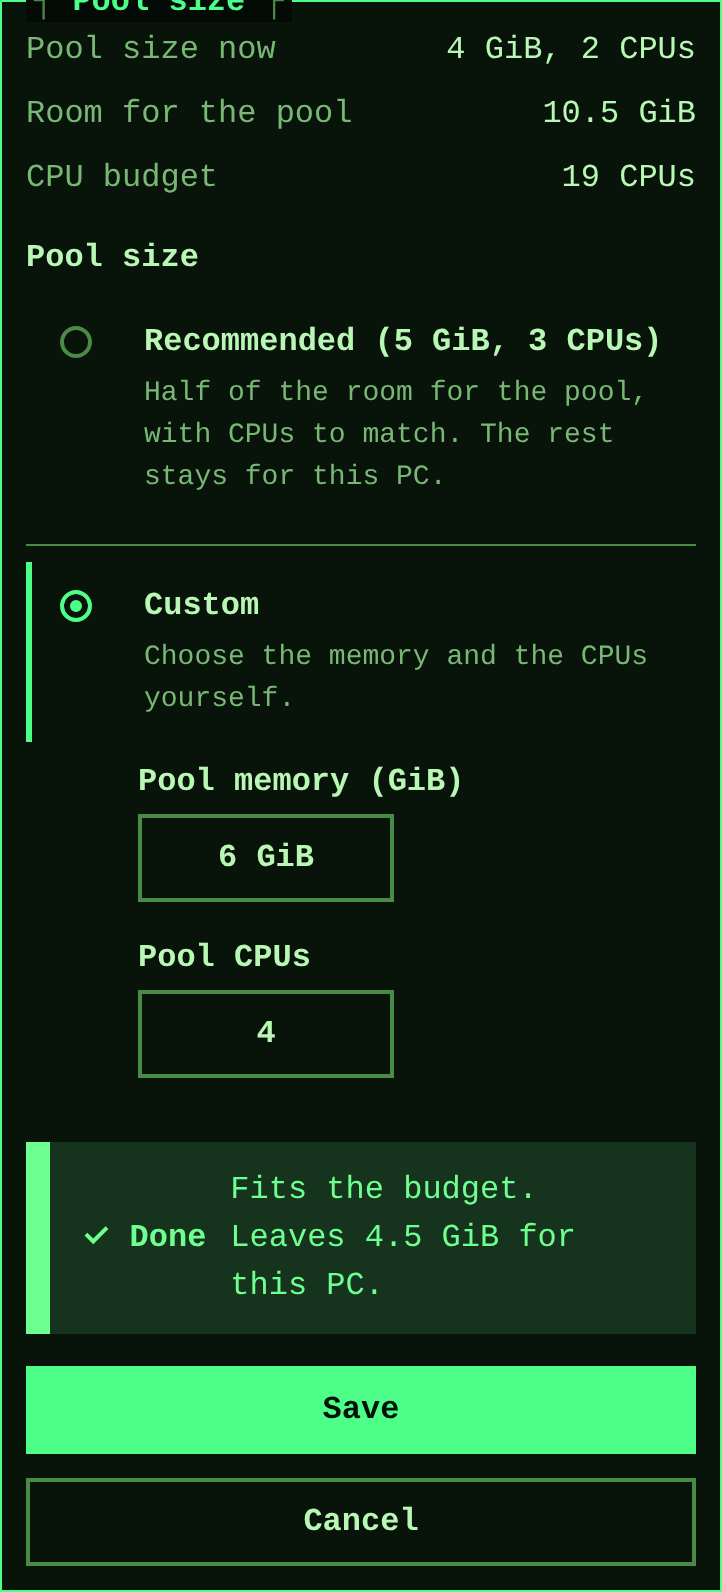 Pool size
Pool size now 4 GiB, 2 CPUs
Room for the pool 10.5 GiB
CPU budget 19 CPUs
Pool size
Recommended (5 GiB, 3 CPUs)
Half of the room for the pool,
with CPUs to match. The rest
stays for this PC.
Custom
Choose the memory and the CPUs
yourself.
Pool memory (GiB)
6 GiB
Pool CPUs
4
Fits the budget.
✓ Done Leaves 4.5 GiB for
this PC.
Save
Cancel